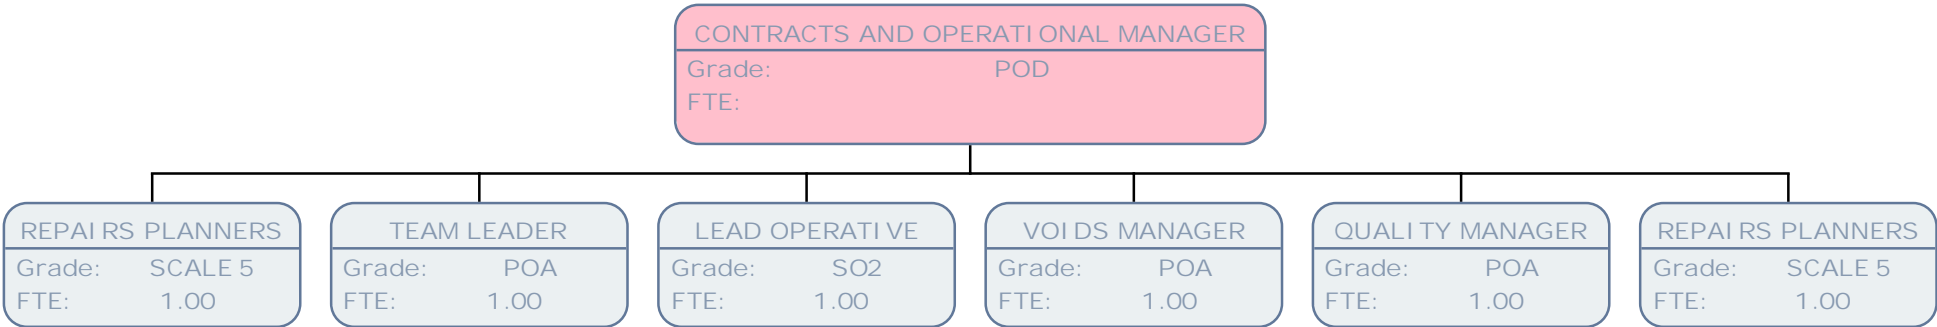 CONTRACTS AND OPERATIONAL MANAGER
Grade: POD
FTE:
REPAIRS PLANNERS
Grade: SCALE 5
FTE: 1.00
TEAM LEADER
Grade: POA
FTE: 1.00
LEAD OPERATIVE
Grade: SO2
FTE: 1.00
VOIDS MANAGER
Grade: POA
FTE: 1.00
QUALITY MANAGER
Grade: POA
FTE: 1.00
REPAIRS PLANNERS
Grade: SCALE 5
FTE: 1.00